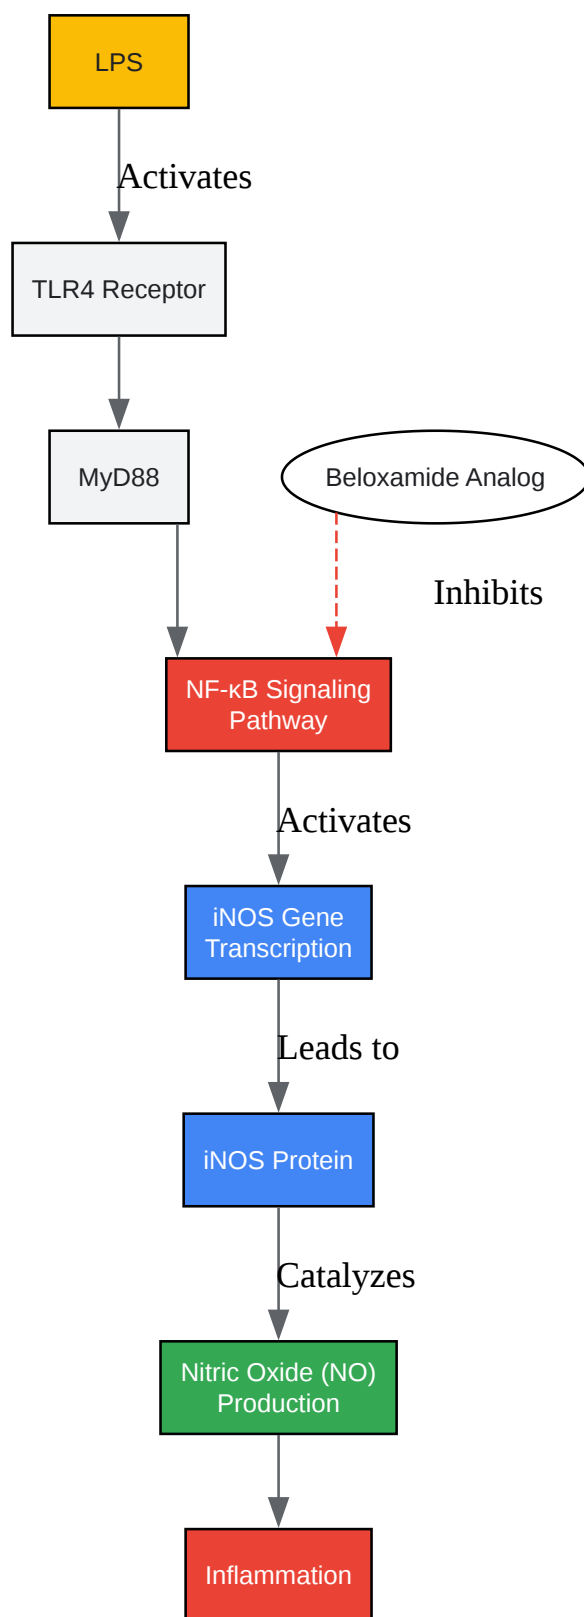 LPS
Activates
TLR4 Receptor
MyD88
Beloxamide Analog
Inhibits
NF-κB Signaling
Pathway
Activates
iNOS Gene
Transcription
Leads to
iNOS Protein
Catalyzes
Nitric Oxide (NO)
Production
Inflammation